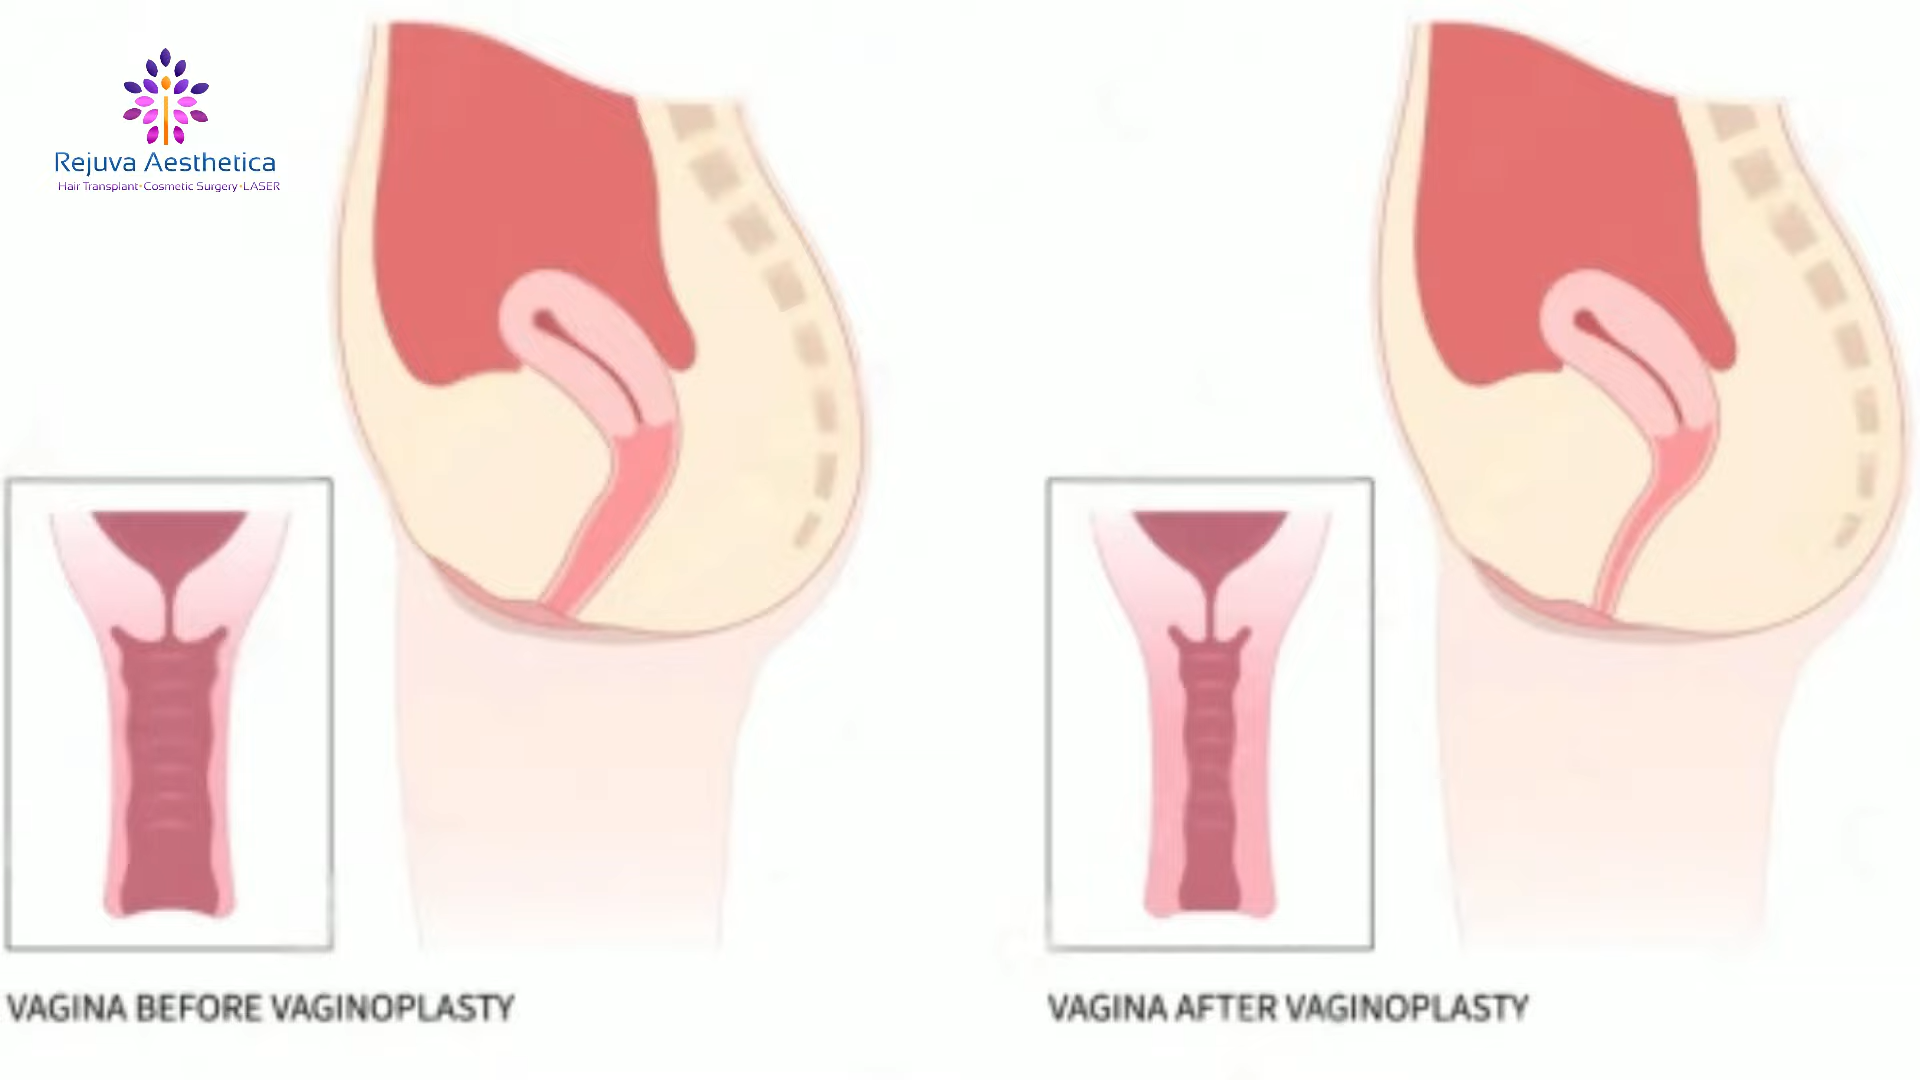 Rejuva Aesthetica
Hair Transplant·Cosmetic Surgery·LASER
VAGINA BEFORE VAGINOPLASTY
VAGINA AFTER VAGINOPLASTY